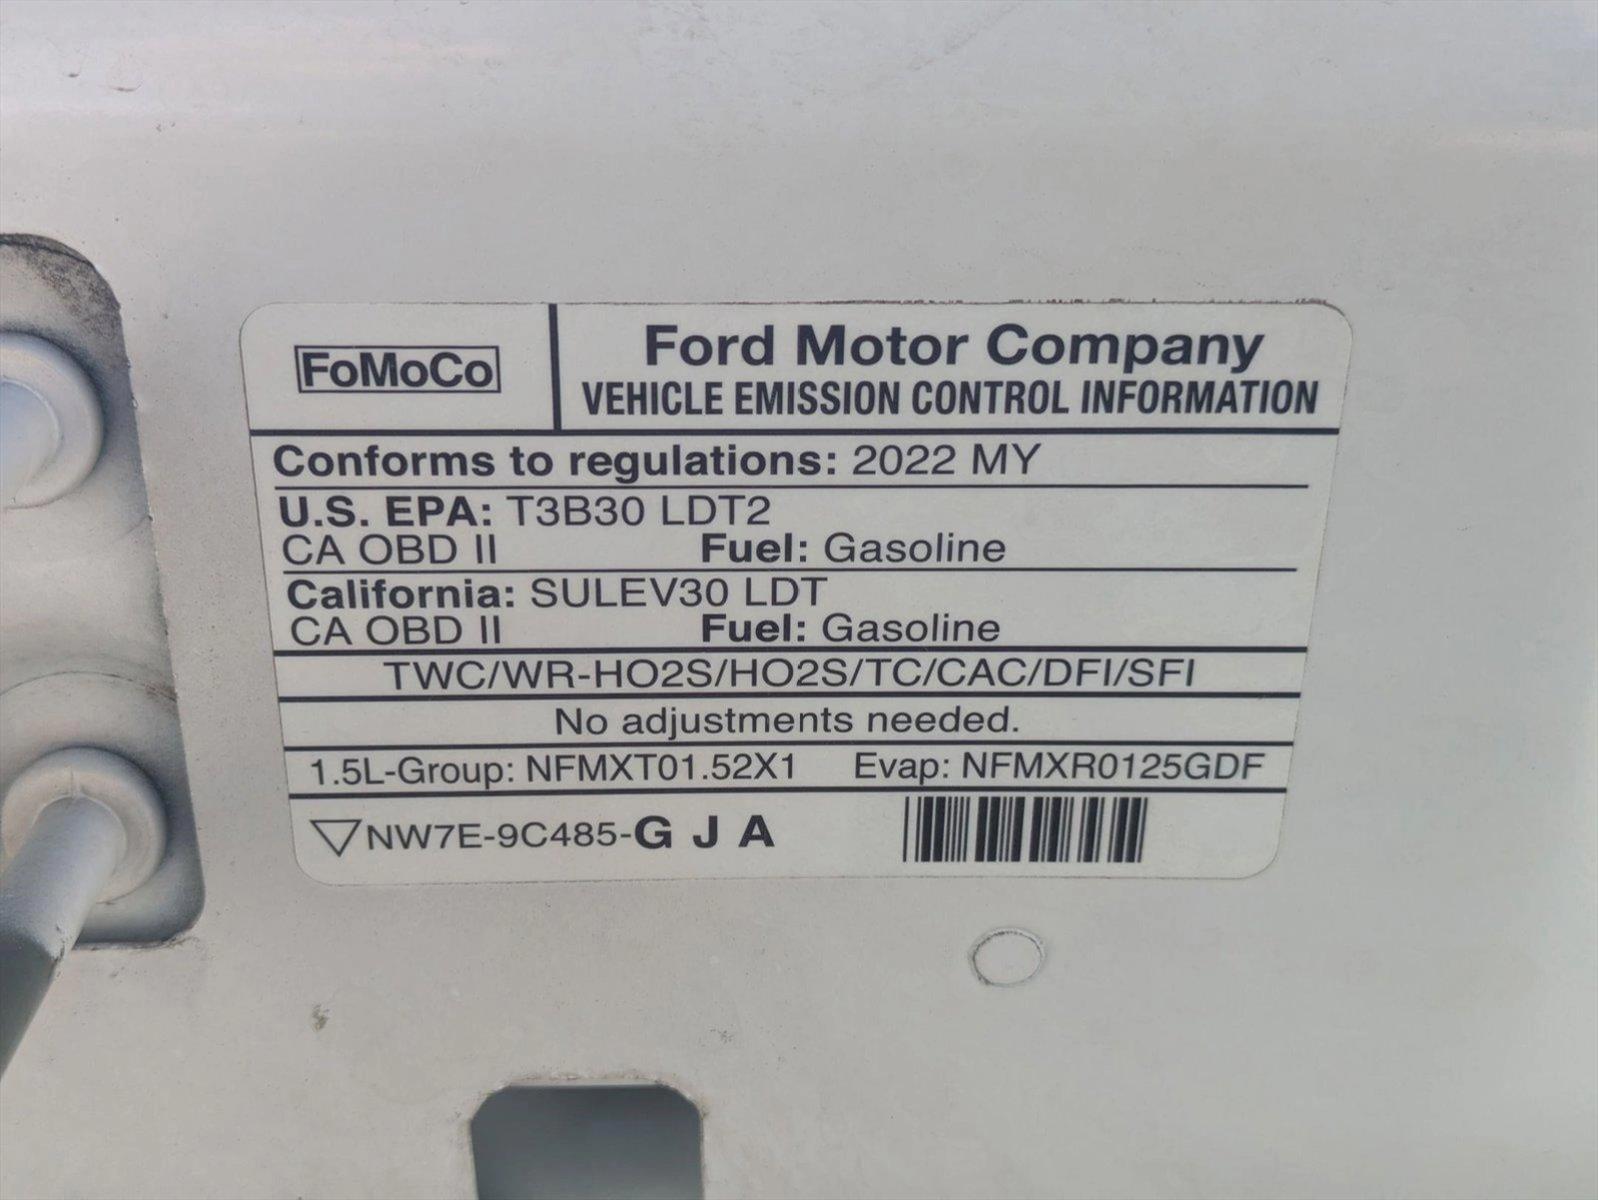 FoMoCo
Ford Motor Company
VEHICLE EMISSION CONTROL INFORMATION
Conforms to regulations: 2022 MY
U.S. EPA: T3B30 LDT2
CA OBD II Fuel: Gasoline
California: SULEV30 LDT
CA OBD II Fuel: Gasoline
TWC/WR-HO2S/HO2S/TC/CAC/DFI/SFI
No adjustments needed.
1.5L-Group: NFMXT01.52X1 Evap: NFMXR0125GDF
NW7E-9C485-G J A